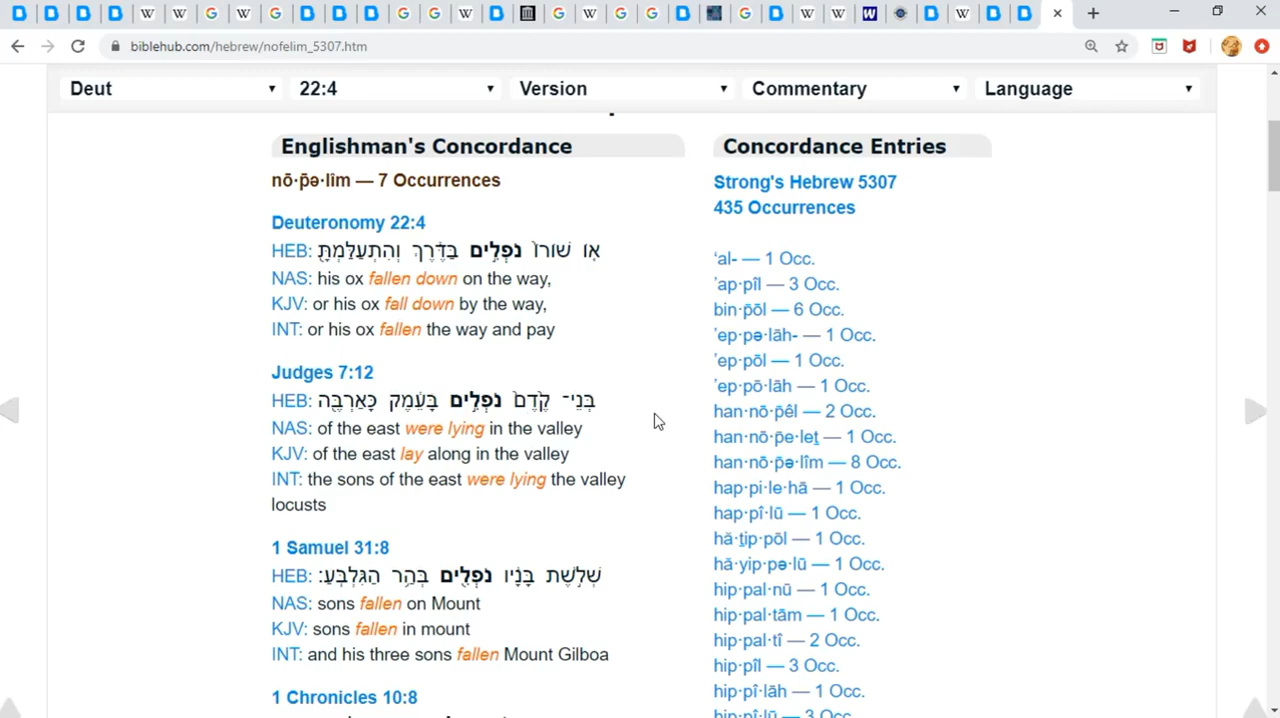 biblehub.com/hebrew/nofelim_5307.htm
Deut
22:4
Version
Commentary
Language
Englishman's Concordance
nō·p̄ə·lîm — 7 Occurrences
Deuteronomy 22:4
HEB: א֤וֹ שׁוֹרוֹ֙ נֹפְלִ֣ים בַּדֶּ֔רֶךְ וְהִתְעַלַּמְתָּ֖
NAS: his ox fallen down on the way,
KJV: or his ox fall down by the way,
INT: or his ox fallen the way and pay
Judges 7:12
HEB: בְּנֵי־ קֶ֙דֶם֙ נֹפְלִ֣ים בָּעֵ֔מֶק כָּאַרְבֶּ֖ה
NAS: of the east were lying in the valley
KJV: of the east lay along in the valley
INT: the sons of the east were lying the valley
locusts
1 Samuel 31:8
HEB: שְׁלֹ֣שֶׁת בָּנָ֔יו נֹפְלִ֖ים בְּהַ֥ר הַגִּלְבֹּֽעַ׃
NAS: sons fallen on Mount
KJV: sons fallen in mount
INT: and his three sons fallen Mount Gilboa
1 Chronicles 10:8
Concordance Entries
Strong's Hebrew 5307
435 Occurrences
‘al- — 1 Occ.
’ap·pîl — 3 Occ.
bin·p̄ōl — 6 Occ.
’ep·pə·lāh- — 1 Occ.
’ep·pōl — 1 Occ.
’ep·pō·lāh — 1 Occ.
han·nō·p̄êl — 2 Occ.
han·nō·p̄e·leṯ — 1 Occ.
han·nō·p̄ə·lîm — 8 Occ.
hap·pi·le·hā — 1 Occ.
hap·pî·lū — 1 Occ.
hă·ṯip·pōl — 1 Occ.
hă·yip·pə·lū — 1 Occ.
hip·pal·nū — 1 Occ.
hip·pal·tām — 1 Occ.
hip·pal·tî — 2 Occ.
hip·pîl — 3 Occ.
hip·pî·lāh — 1 Occ.
hip·pî·lū — 3 Occ.